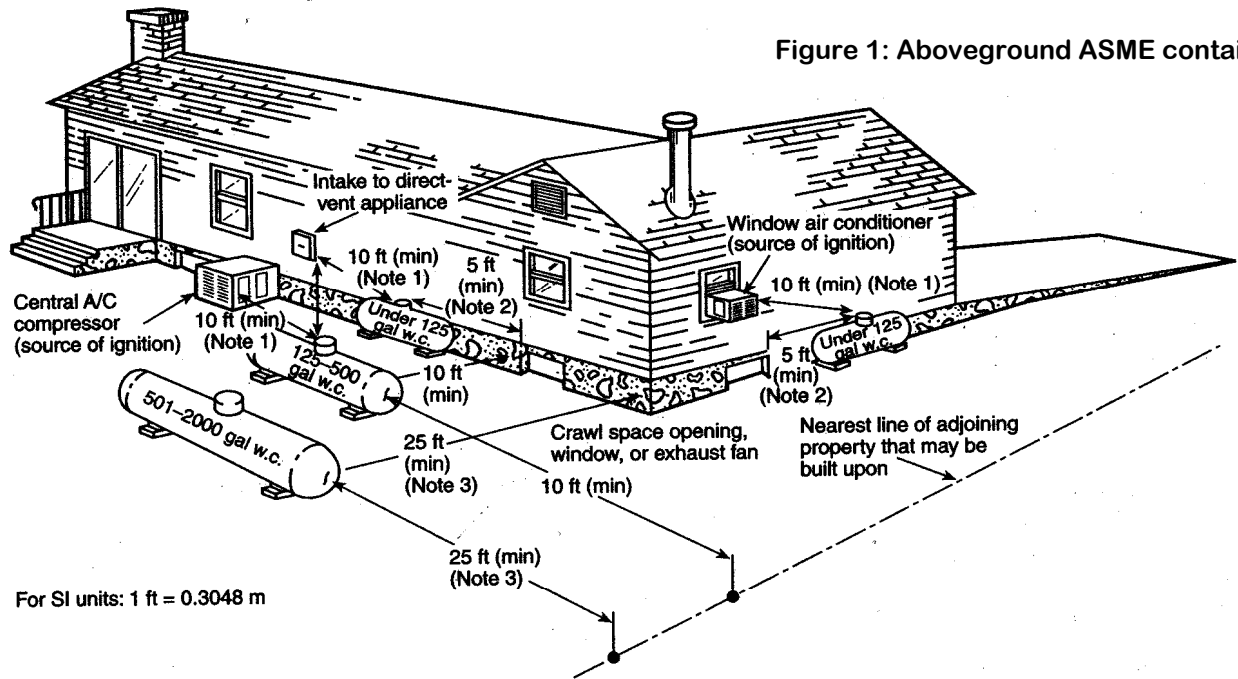 Figure 1: Aboveground ASME contai
Intake to direct-
vent appliance
Window air conditioner
(source of ignition)
10 ft (min)
(Note 1)
5 ft
(min)
(Note 2)
10 ft (min) (Note 1)
Central A/C
compressor
(source of ignition)
10 ft (min)
(Note 1)
Under 125
gal w.c.
Under 125
gal w.c.
125–500
gal w.c.
10 ft
(min)
5 ft
(min)
(Note 2)
501–2000 gal w.c.
25 ft
(min)
(Note 3)
Crawl space opening,
window, or exhaust fan
10 ft (min)
Nearest line of adjoining
property that may be
built upon
25 ft (min)
(Note 3)
For SI units: 1 ft = 0.3048 m